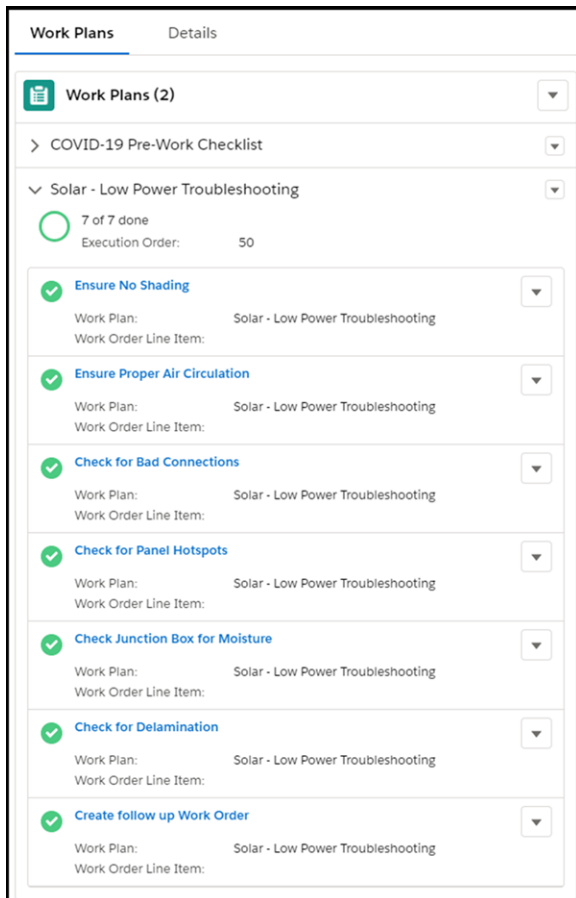 Work Plans Details
Work Plans (2)
COVID-19 Pre-Work Checklist
Solar - Low Power Troubleshooting
7 of 7 done
Execution Order: 50
Ensure No Shading
Work Plan: Solar - Low Power Troubleshooting
Work Order Line Item:
Ensure Proper Air Circulation
Work Plan: Solar - Low Power Troubleshooting
Work Order Line Item:
Check for Bad Connections
Work Plan: Solar - Low Power Troubleshooting
Work Order Line Item:
Check for Panel Hotspots
Work Plan: Solar - Low Power Troubleshooting
Work Order Line Item:
Check Junction Box for Moisture
Work Plan: Solar - Low Power Troubleshooting
Work Order Line Item:
Check for Delamination
Work Plan: Solar - Low Power Troubleshooting
Work Order Line Item:
Create follow up Work Order
Work Plan: Solar - Low Power Troubleshooting
Work Order Line Item: